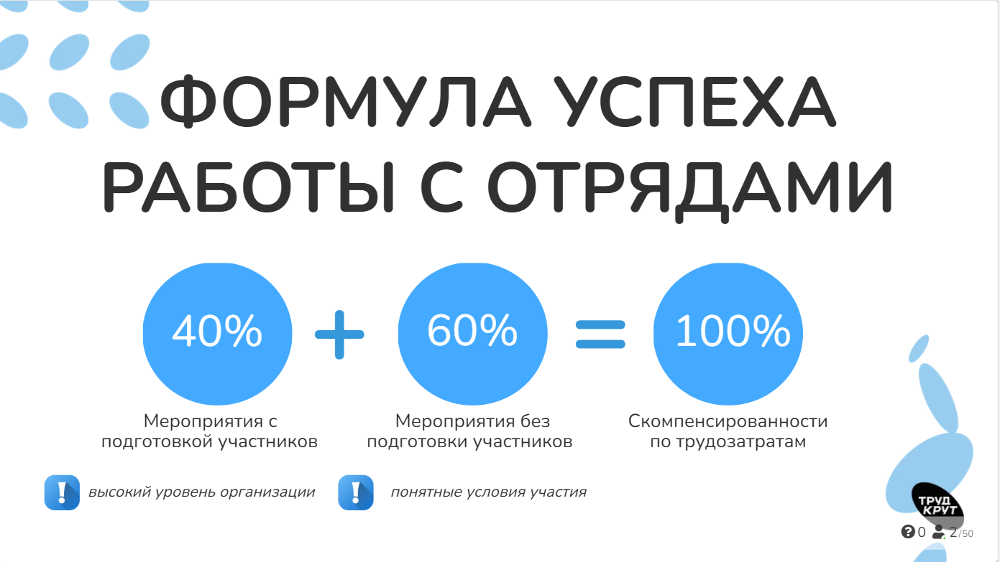 ФОРМУЛА УСПЕХА
РАБОТЫ С ОТРЯДАМИ
40% + 60% = 100%
Мероприятия с
подготовкой участников
Мероприятия без
подготовки участников
Скомпенсированности
по трудозатратам
! высокий уровень организации
! понятные условия участия
ТРУД
КРУТ
? 0 2/50